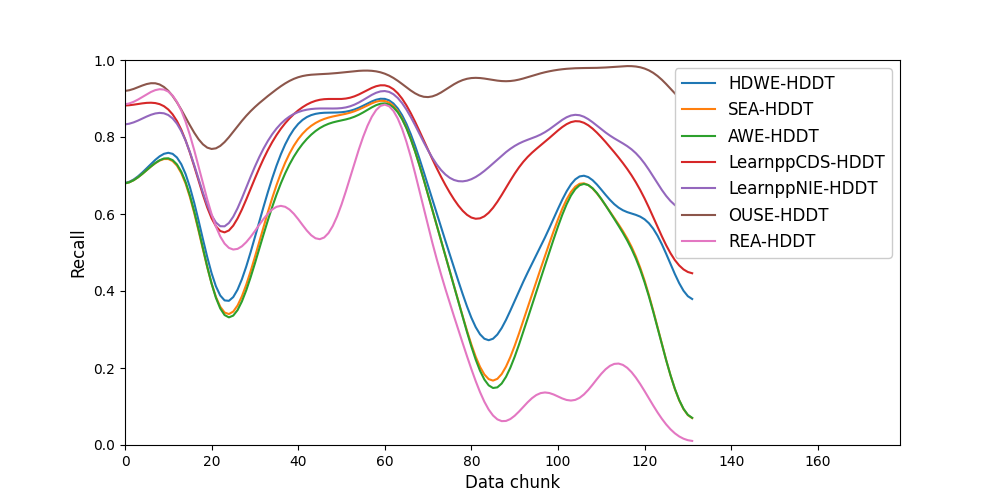 1.0
0.8
0.6
0.4
0.2
0.0
Recall
0 20 40 60 80 100 120 140 160
Data chunk
HDWE-HDDT
SEA-HDDT
AWE-HDDT
LearnppCDS-HDDT
LearnppNIE-HDDT
OUSE-HDDT
REA-HDDT